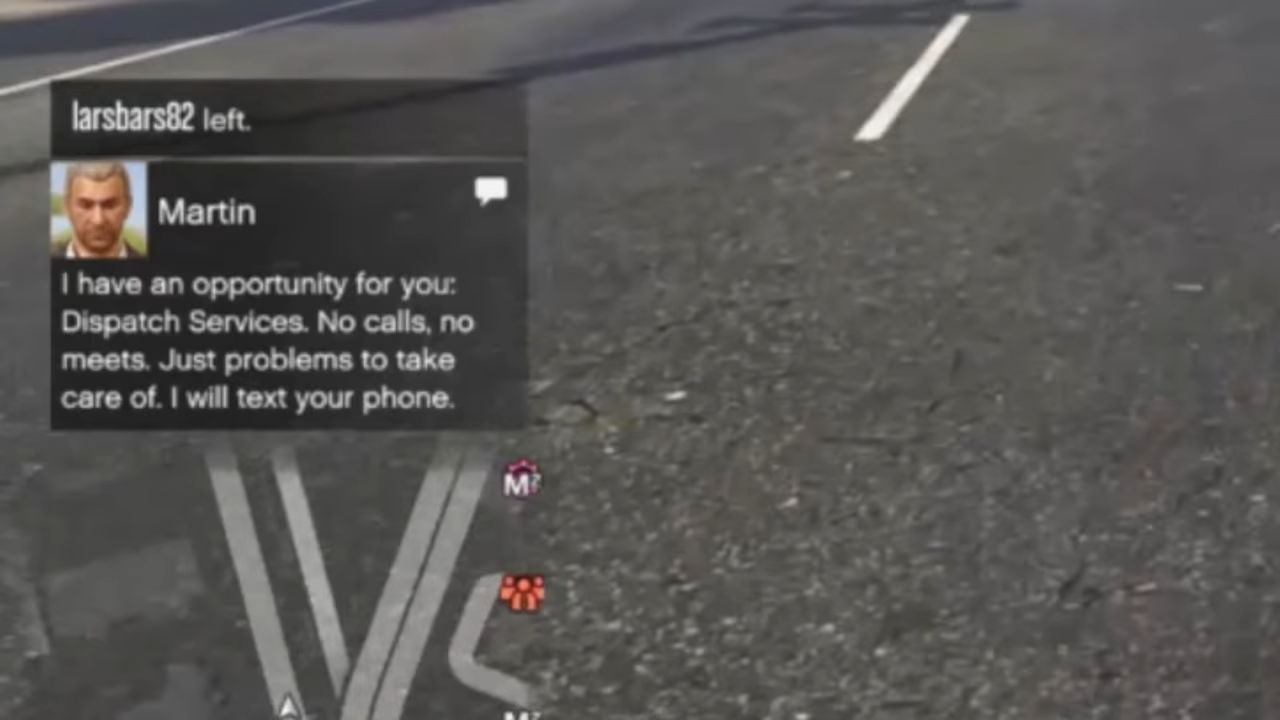 larsbars82 left.
Martin
I have an opportunity for you:
Dispatch Services. No calls, no
meets. Just problems to take
care of. I will text your phone.
M